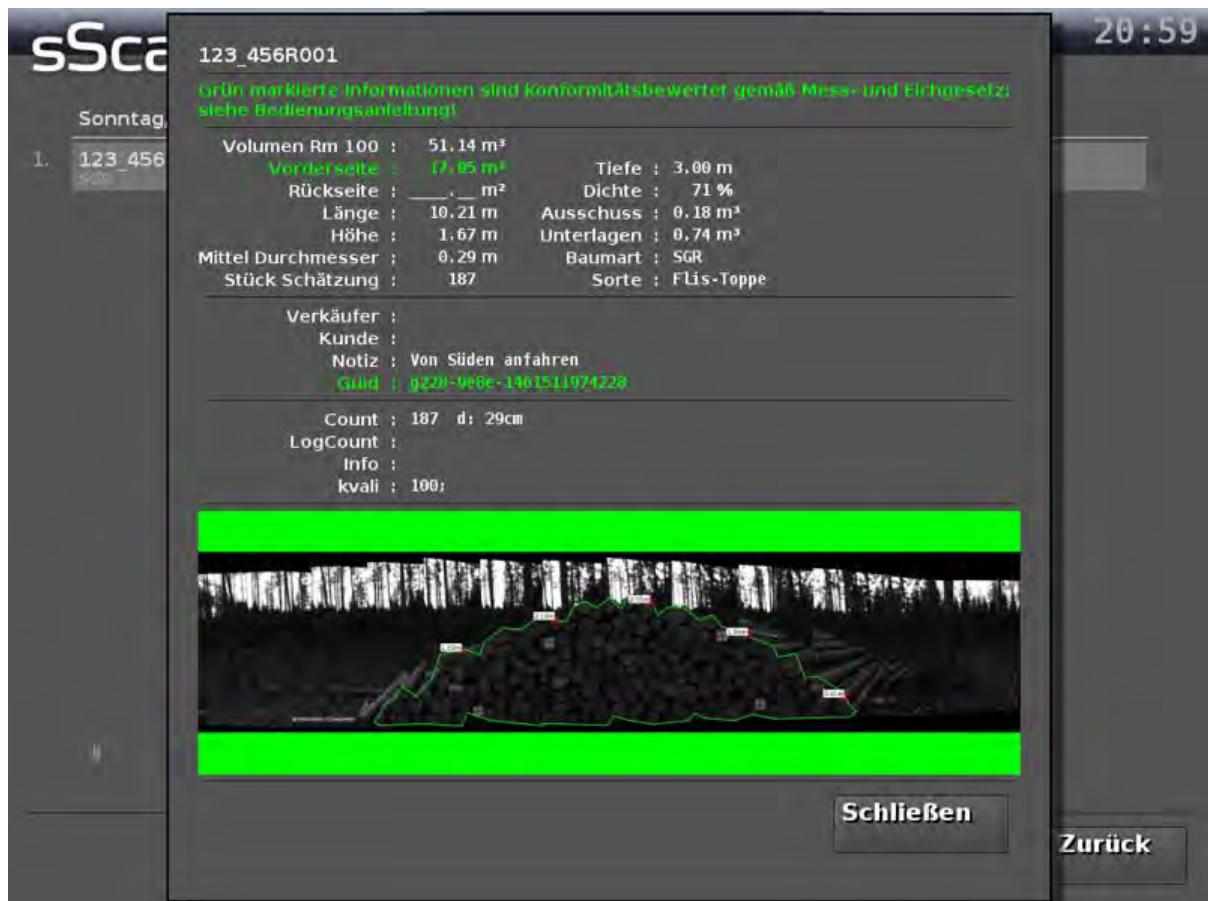 sSca
20:59
Sonntag,
1. 123_456
123_456R001
Grün markierte Informationen sind konformitätsbewertet gemäß Mess- und Eichgesetz;
siehe Bedienungsanleitung!
Volumen Rm 100 : 51.14 m³
Vorderseite : 17.05 m² Tiefe : 3.00 m
Rückseite : ____.__ m² Dichte : 71 %
Länge : 10.21 m Ausschuss : 0.18 m³
Höhe : 1.67 m Unterlagen : 0.74 m³
Mittel Durchmesser : 0.29 m Baumart : SGR
Stück Schätzung : 187 Sorte : Flis-Toppe
Verkäufer :
Kunde :
Notiz : Von Süden anfahren
Guid : g228-9e8e-1461511974228
Count : 187 d: 29cm
LogCount :
Info :
kvali : 100;
Schließen
Zurück